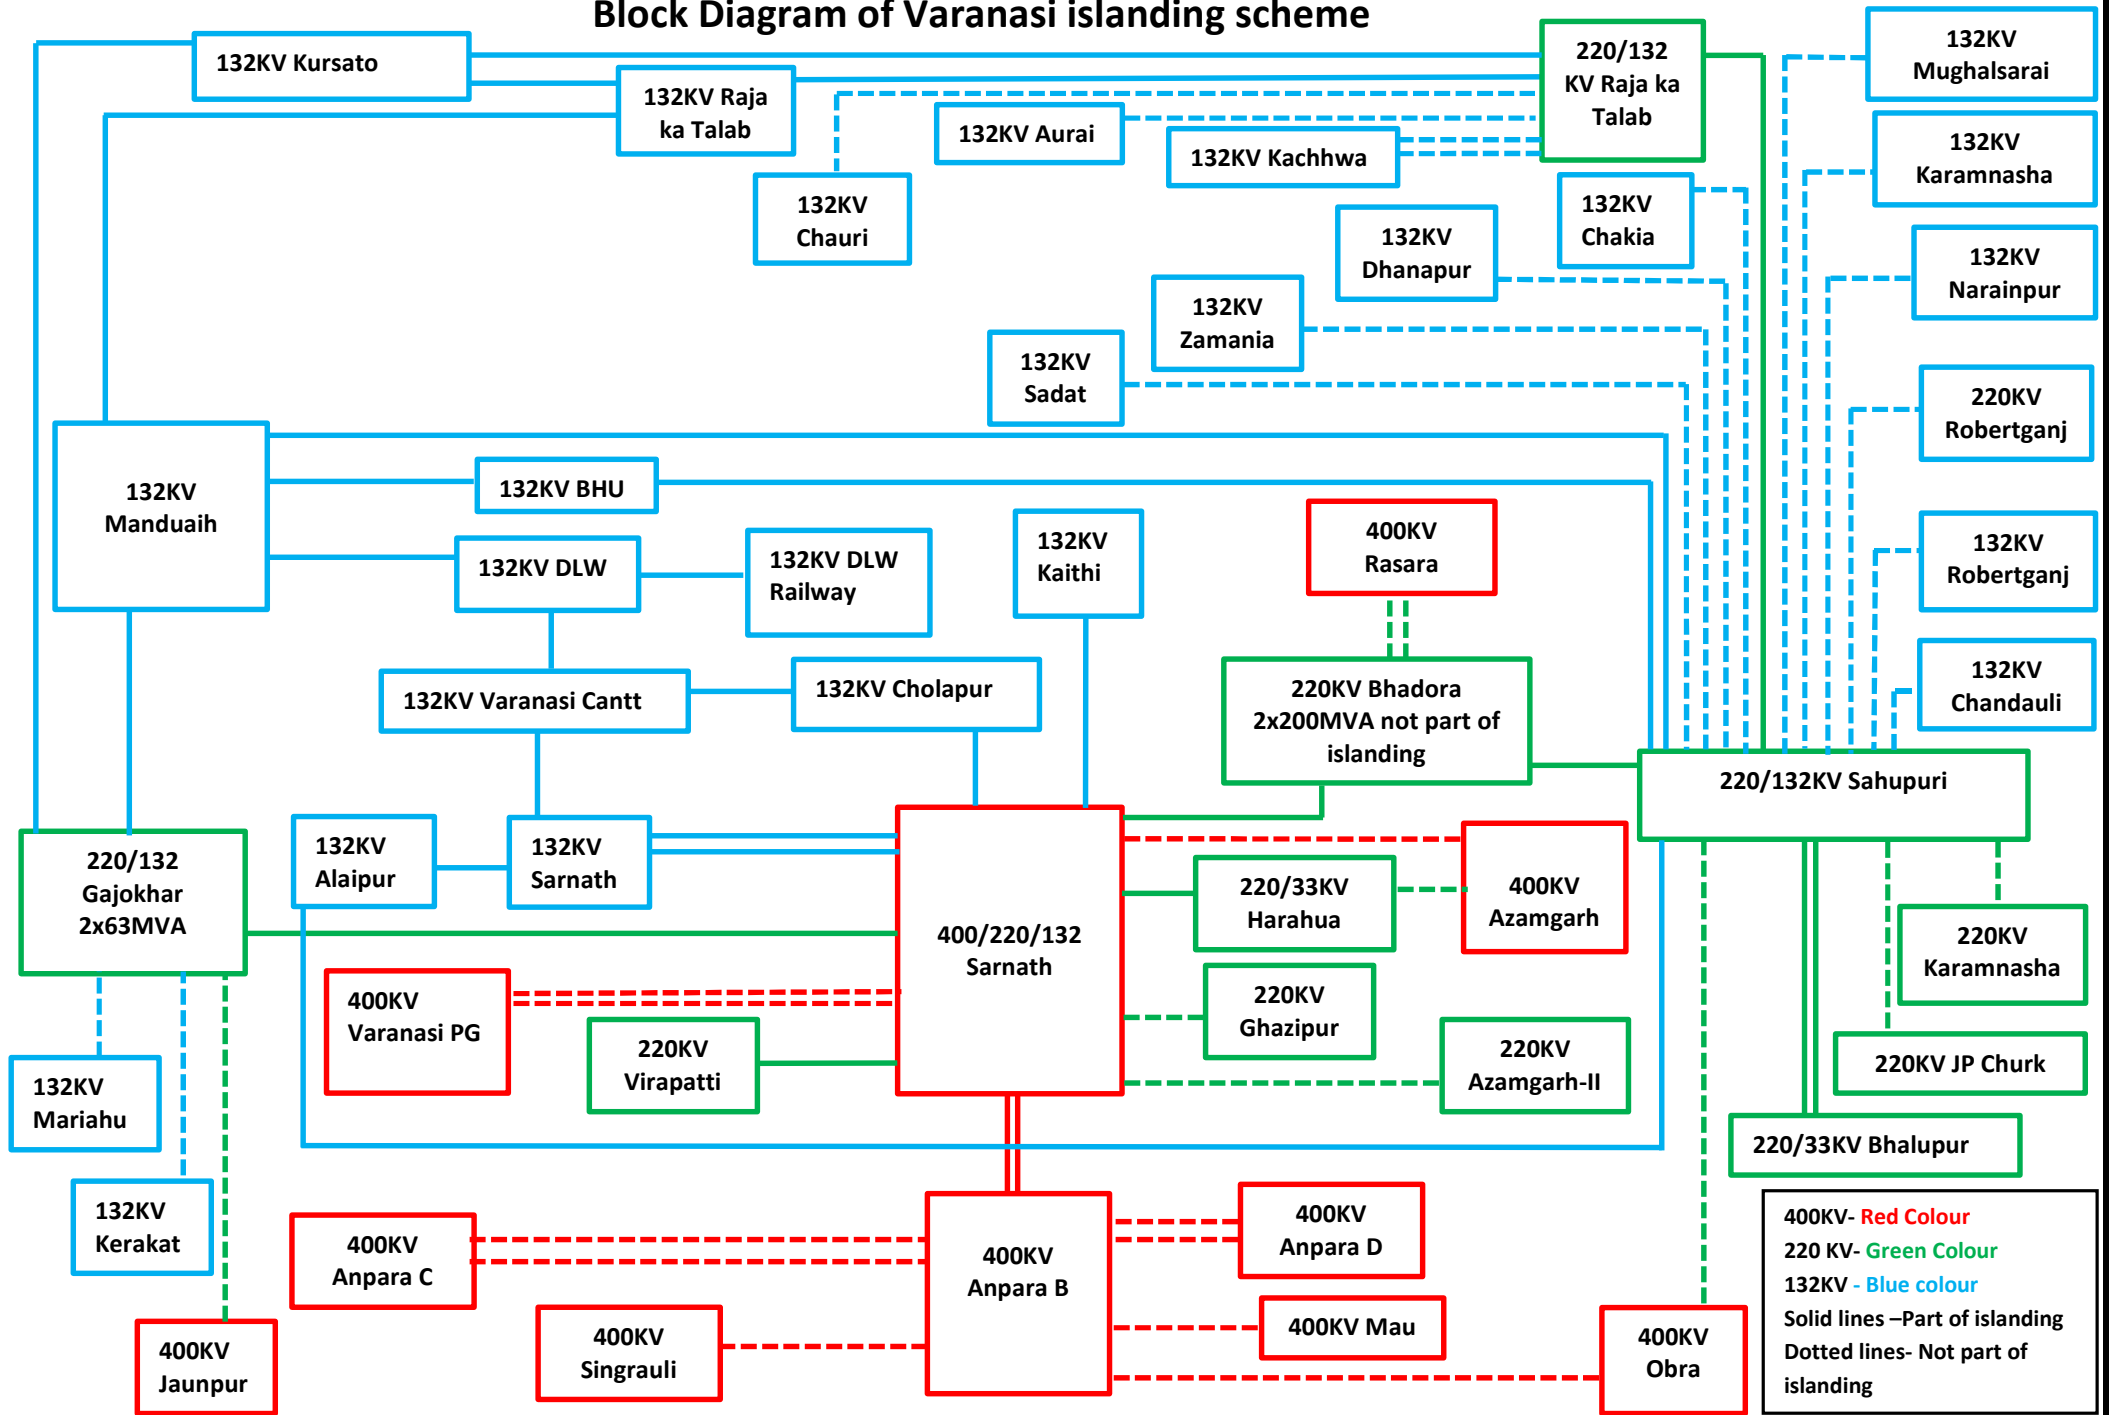 Block Diagram of Varanasi islanding scheme
132KV Kursato
132KV Raja
ka Talab
132KV Aurai
132KV Kachhwa
220/132
KV Raja ka
Talab
132KV
Mughalsarai
132KV
Karamnasha
132KV
Chauri
132KV
Chakia
132KV
Dhanapur
132KV
Narainpur
132KV
Zamania
132KV
Sadat
220KV
Robertganj
132KV
Manduaih
132KV BHU
132KV DLW
132KV DLW
Railway
132KV
Kaithi
400KV
Rasara
132KV
Robertganj
132KV Varanasi Cantt
132KV Cholapur
220KV Bhadora
2x200MVA not part of
islanding
132KV
Chandauli
220/132KV Sahupuri
220/132
Gajokhar
2x63MVA
132KV
Alaipur
132KV
Sarnath
400/220/132
Sarnath
220/33KV
Harahua
400KV
Azamgarh
220KV
Karamnasha
400KV
Varanasi PG
220KV
Virapatti
220KV
Ghazipur
220KV
Azamgarh-II
220KV JP Churk
132KV
Mariahu
220/33KV Bhalupur
132KV
Kerakat
400KV
Anpara C
400KV
Anpara B
400KV
Anpara D
400KV
Jaunpur
400KV
Singrauli
400KV Mau
400KV
Obra
400KV- Red Colour
220 KV- Green Colour
132KV - Blue colour
Solid lines –Part of islanding
Dotted lines- Not part of
islanding